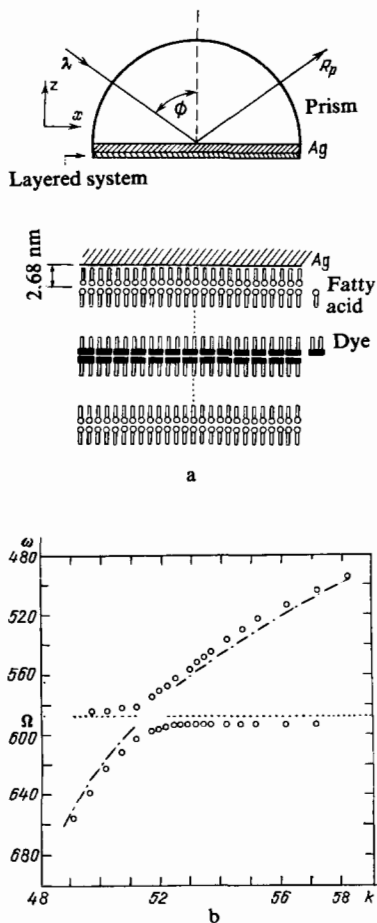 λ
R_p
z
ϕ
Prism
x
Ag
Layered system
Ag
2.68 nm
Fatty
acid
Dye
a
ω
480
520
560
Ω
600
640
680
48 52 54 56 58 k
b